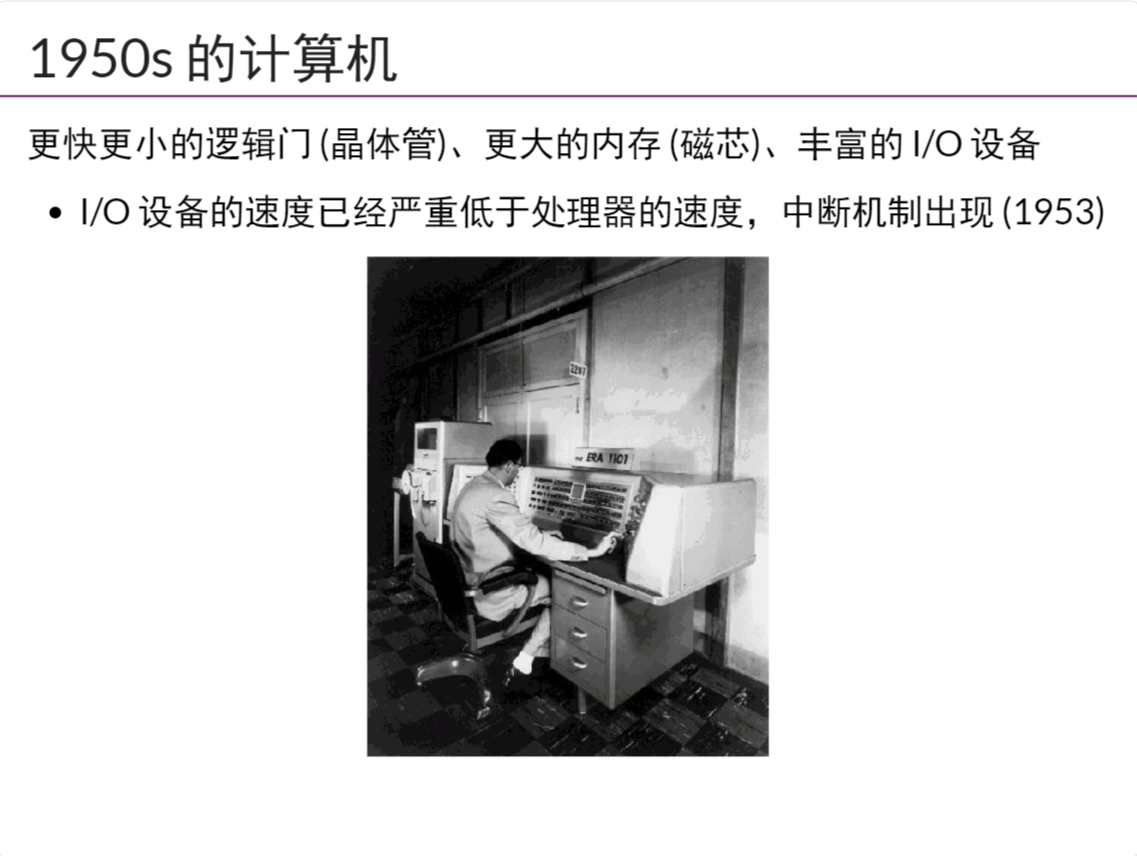 1950s 的计算机
更快更小的逻辑门 (晶体管)、更大的内存 (磁芯)、丰富的 I/O 设备
• I/O 设备的速度已经严重低于处理器的速度，中断机制出现 (1953)
2207
THE ERA 1101